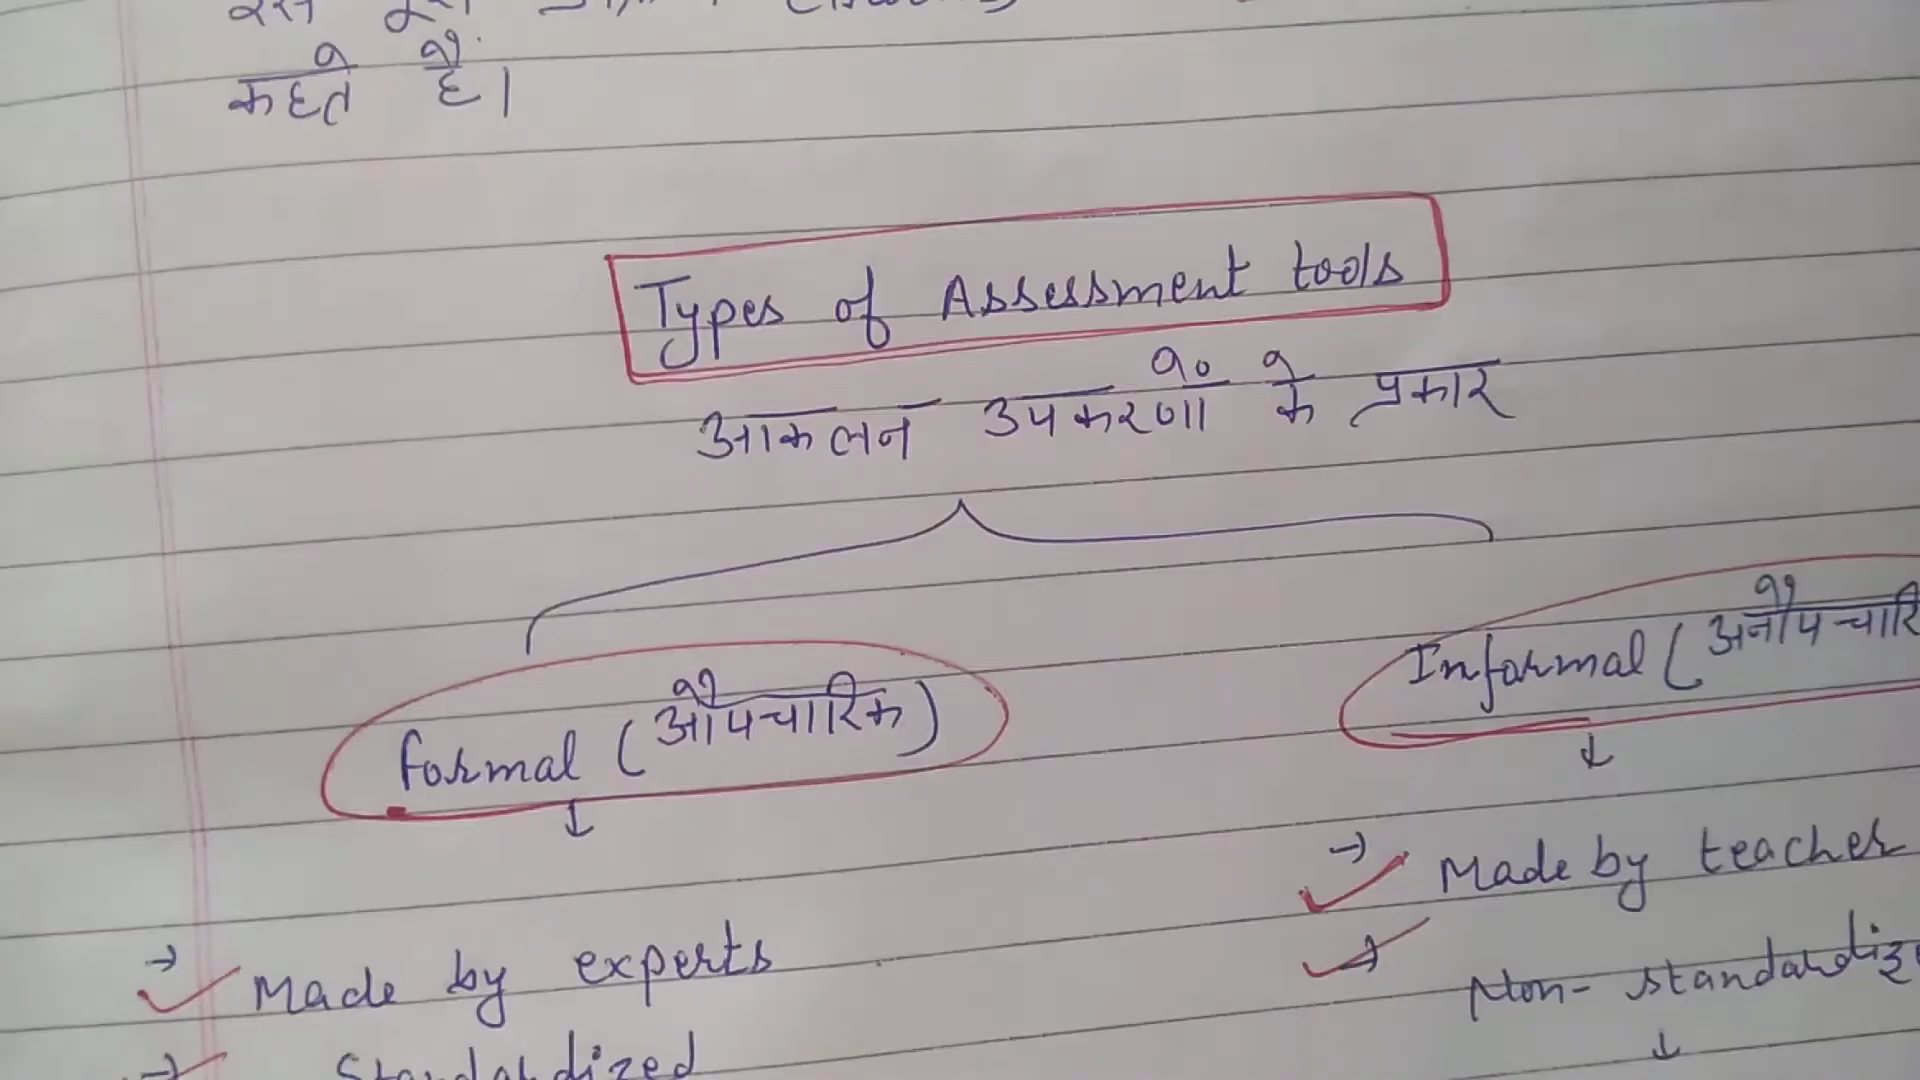 कहते हैं।
Types of Assessment tools
आकलन उपकरणों के प्रकार
formal (औपचारिक)
Informal (अनौपचारि
→ Made by experts
→ Made by teacher
→ Standardized
→ Non-standardiz